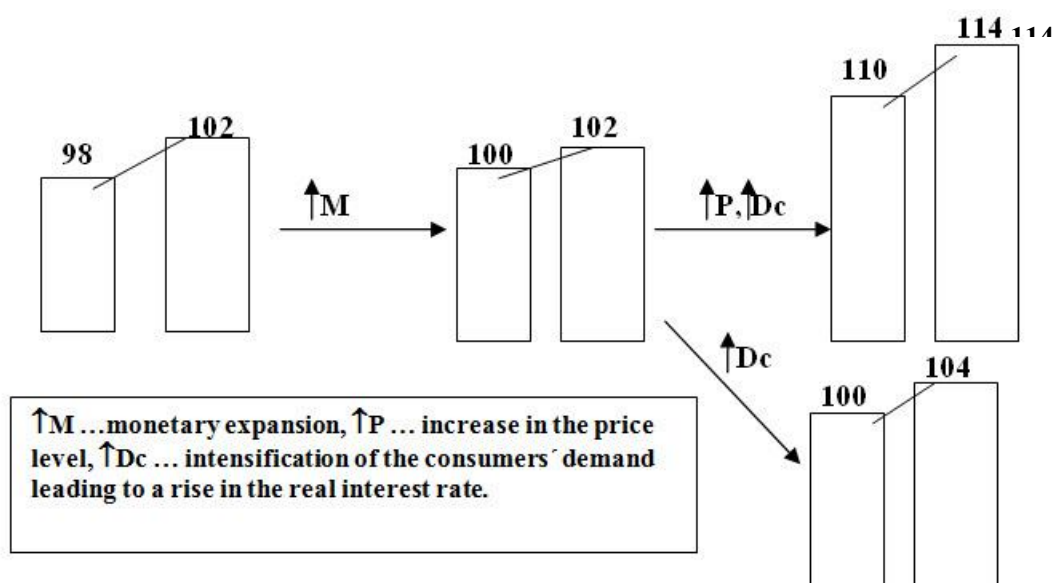 114 114
110
98
102
100
102
↑M
↑P, ↑Dc
↑Dc
100
104
↑M …monetary expansion, ↑P … increase in the price
level, ↑Dc … intensification of the consumers´ demand
leading to a rise in the real interest rate.